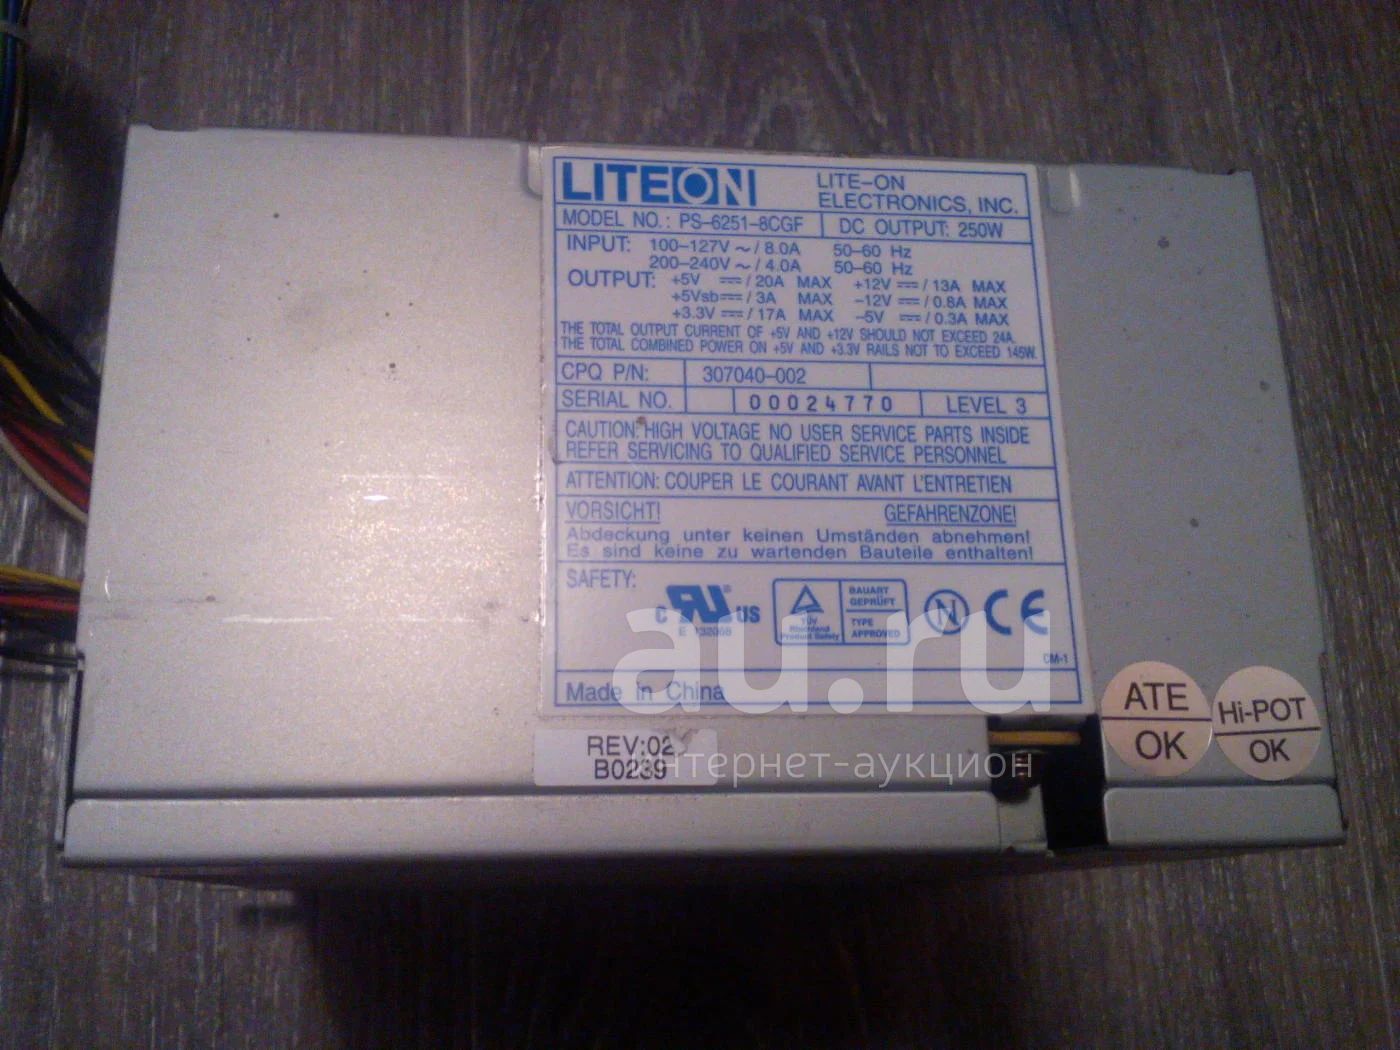 LITEON
LITE-ON
ELECTRONICS, INC.
MODEL NO.: PS-6251-8CGF DC OUTPUT: 250W
INPUT: 100-127V ~ / 8.0A 50-60 Hz
200-240V ~ / 4.0A 50-60 Hz
OUTPUT: +5V ⎓ / 20A MAX +12V ⎓ / 13A MAX
+5Vsb ⎓ / 3A MAX -12V ⎓ / 0.8A MAX
+3.3V ⎓ / 17A MAX -5V ⎓ / 0.3A MAX
THE TOTAL OUTPUT CURRENT OF +5V AND +12V SHOULD NOT EXCEED 24A.
THE TOTAL COMBINED POWER ON +5V AND +3.3V RAILS NOT TO EXCEED 145W.
CPQ P/N: 307040-002
SERIAL NO. 00024770 LEVEL 3
CAUTION: HIGH VOLTAGE NO USER SERVICE PARTS INSIDE
REFER SERVICING TO QUALIFIED SERVICE PERSONNEL
ATTENTION: COUPER LE COURANT AVANT L'ENTRETIEN
VORSICHT! GEFAHRENZONE!
Abdeckung unter keinen Umständen abnehmen!
Es sind keine zu wartenden Bauteile enthalten!
SAFETY:
C UR US
TÜV
Rheinland
Product Safety
BAUART
GEPRÜFT
TYPE
APPROVED
N CE
CM-1
Made in China
au.ru
интернет-аукцион
REV:02
B0239
ATE
OK
Hi-POT
OK